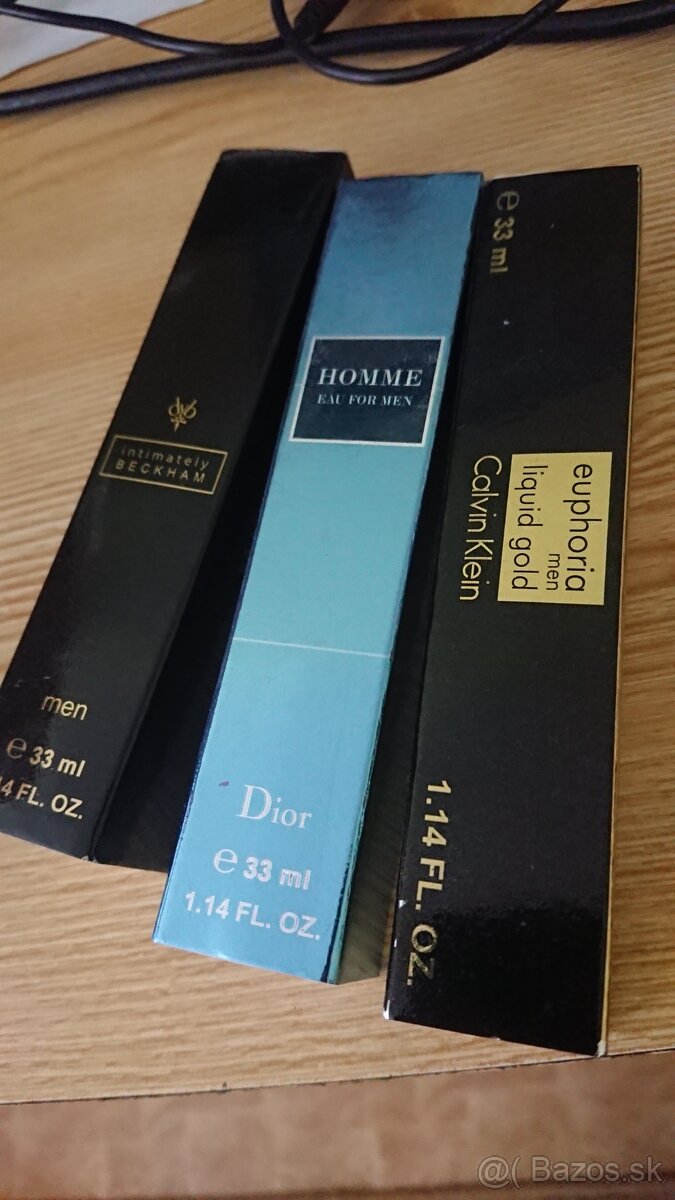 intimately
BECKHAM
men
e 33 ml
14 FL. OZ.
HOMME
EAU FOR MEN
Dior
e 33 ml
1.14 FL. OZ.
e 33 ml
euphoria
men
liquid gold
Calvin Klein
1.14 FL. OZ.
@( Bazos.sk